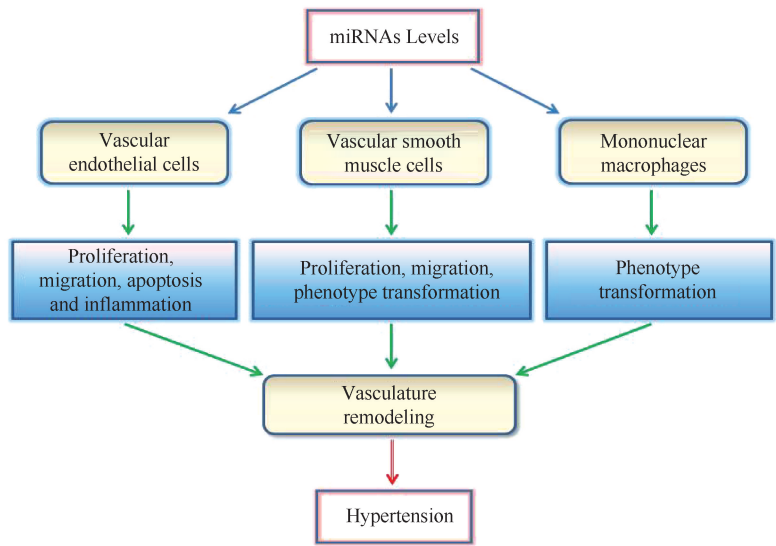 miRNAs Levels
Vascular
endothelial cells
Vascular smooth
muscle cells
Mononuclear
macrophages
Proliferation,
migration, apoptosis
and inflammation
Proliferation, migration,
phenotype transformation
Phenotype
transformation
Vasculature
remodeling
Hypertension